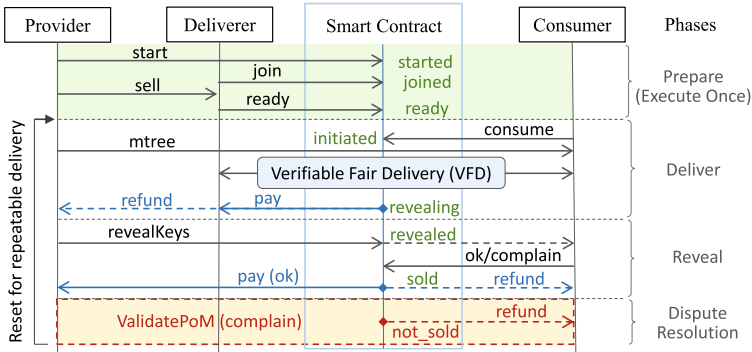 Provider
Deliverer
Smart Contract
Consumer
Phases
start
started
join
joined
sell
ready
ready
Prepare
(Execute Once)
Reset for repeatable delivery
initiated
consume
mtree
Verifiable Fair Delivery (VFD)
Deliver
refund
pay
revealing
revealKeys
revealed
ok/complain
Reveal
pay (ok)
sold
refund
ValidatePoM (complain)
refund
not_sold
Dispute
Resolution